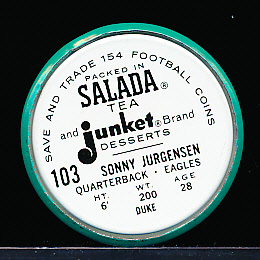 SAVE AND TRADE 154 FOOTBALL COINS
PACKED IN
SALADA®
TEA
and junket® Brand
DESSERTS
103 SONNY JURGENSEN
QUARTERBACK · EAGLES
HT. WT. AGE
6' 200 28
DUKE